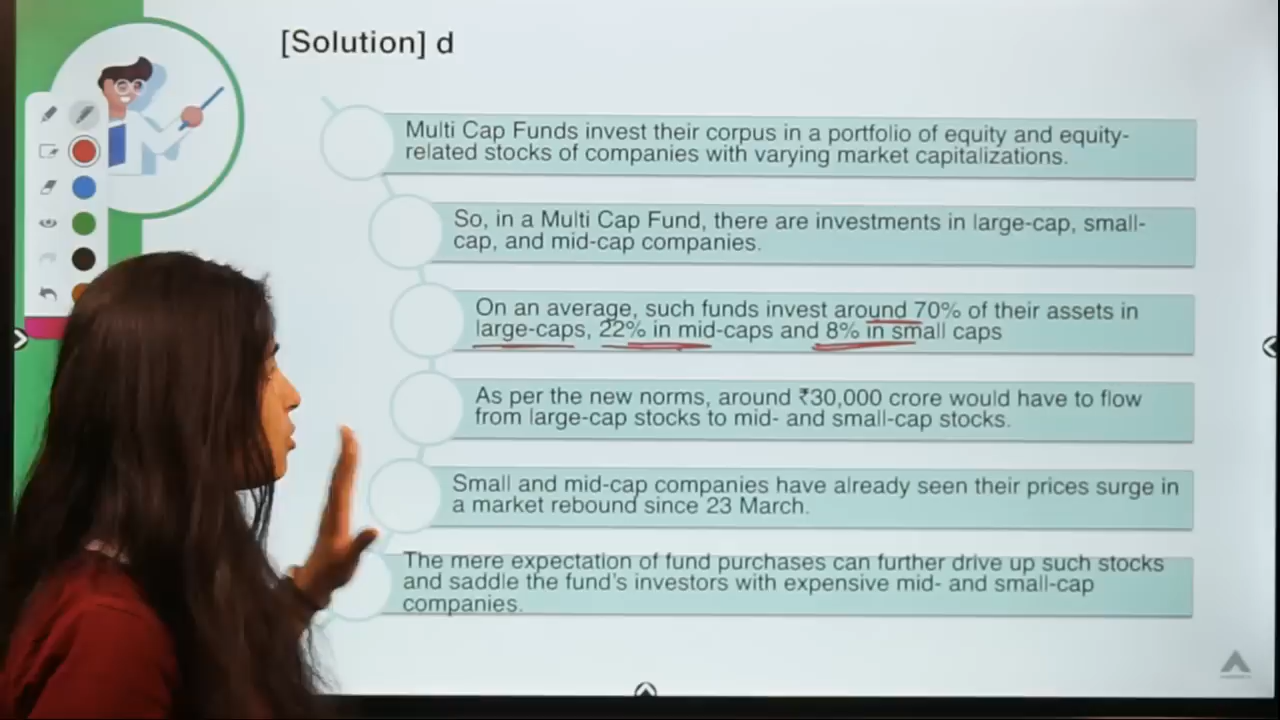 [Solution] d
Multi Cap Funds invest their corpus in a portfolio of equity and equity-
related stocks of companies with varying market capitalizations.
So, in a Multi Cap Fund, there are investments in large-cap, small-
cap, and mid-cap companies.
On an average, such funds invest around 70% of their assets in
large-caps, 22% in mid-caps and 8% in small caps
As per the new norms, around ₹30,000 crore would have to flow
from large-cap stocks to mid- and small-cap stocks.
Small and mid-cap companies have already seen their prices surge in
a market rebound since 23 March.
The mere expectation of fund purchases can further drive up such stocks
and saddle the fund's investors with expensive mid- and small-cap
companies.